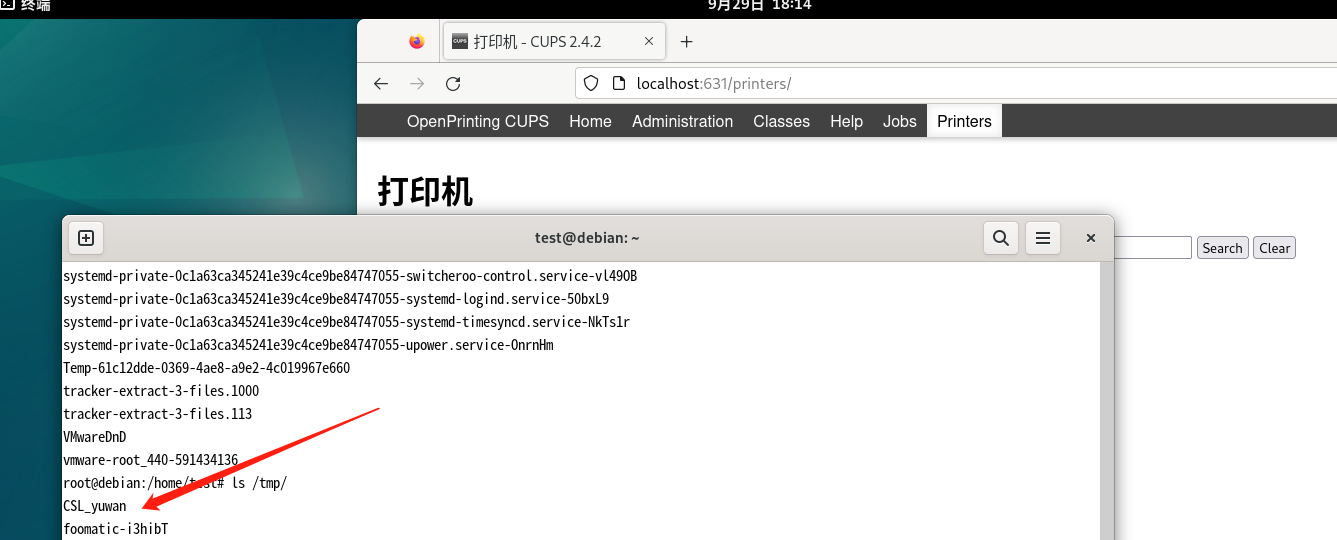 终端
9月29日 18:14
打印机 - CUPS 2.4.2
localhost:631/printers/
OpenPrinting CUPS Home Administration Classes Help Jobs Printers
打印机
test@debian: ~
Search Clear
systemd-private-0c1a63ca345241e39c4ce9be84747055-switcheroo-control.service-vl49OB
systemd-private-0c1a63ca345241e39c4ce9be84747055-systemd-logind.service-5ObxL9
systemd-private-0c1a63ca345241e39c4ce9be84747055-systemd-timesyncd.service-NkTs1r
systemd-private-0c1a63ca345241e39c4ce9be84747055-upower.service-OnrnHm
Temp-61c12dde-0369-4ae8-a9e2-4c019967e660
tracker-extract-3-files.1000
tracker-extract-3-files.113
VMwareDnD
vmware-root_440-591434136
root@debian:/home/test# ls /tmp/
CSL_yuwan
foomatic-i3hibT